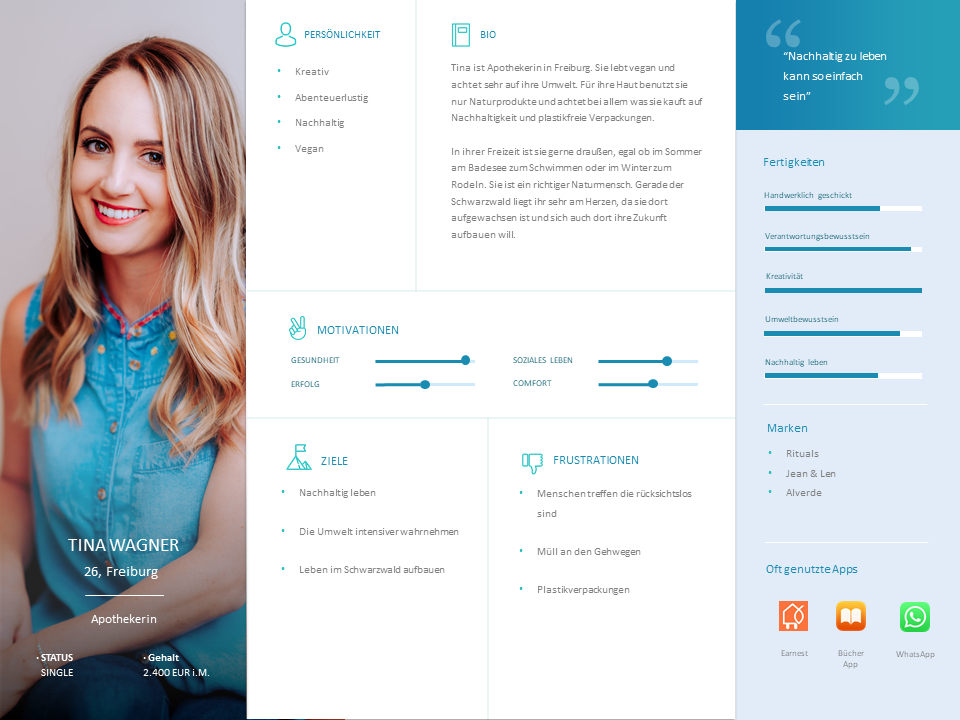 TINA WAGNER
26, Freiburg
Apothekerin
· STATUS
SINGLE
· Gehalt
2.400 EUR i.M.
PERSÖNLICHKEIT
• Kreativ
• Abenteuerlustig
• Nachhaltig
• Vegan
BIO
Tina ist Apothekerin in Freiburg. Sie lebt vegan und
achtet sehr auf ihre Umwelt. Für ihre Haut benutzt sie
nur Naturprodukte und achtet bei allem was sie kauft auf
Nachhaltigkeit und plastikfreie Verpackungen.
In ihrer Freizeit ist sie gerne draußen, egal ob im Sommer
am Badesee zum Schwimmen oder im Winter zum
Rodeln. Sie ist ein richtiger Naturmensch. Gerade der
Schwarzwald liegt ihr sehr am Herzen, da sie dort
aufgewachsen ist und sich auch dort ihre Zukunft
aufbauen will.
MOTIVATIONEN
GESUNDHEIT
ERFOLG
SOZIALES LEBEN
COMFORT
ZIELE
• Nachhaltig leben
• Die Umwelt intensiver wahrnehmen
• Leben im Schwarzwald aufbauen
FRUSTRATIONEN
• Menschen treffen die rücksichtslos
sind
• Müll an den Gehwegen
• Plastikverpackungen
“Nachhaltig zu leben
kann so einfach
sein”
Fertigkeiten
Handwerklich geschickt
Verantwortungsbewusstsein
Kreativität
Umweltbewusstsein
Nachhaltig leben
Marken
• Rituals
• Jean & Len
• Alverde
Oft genutzte Apps
Earnest
Bücher
App
WhatsApp